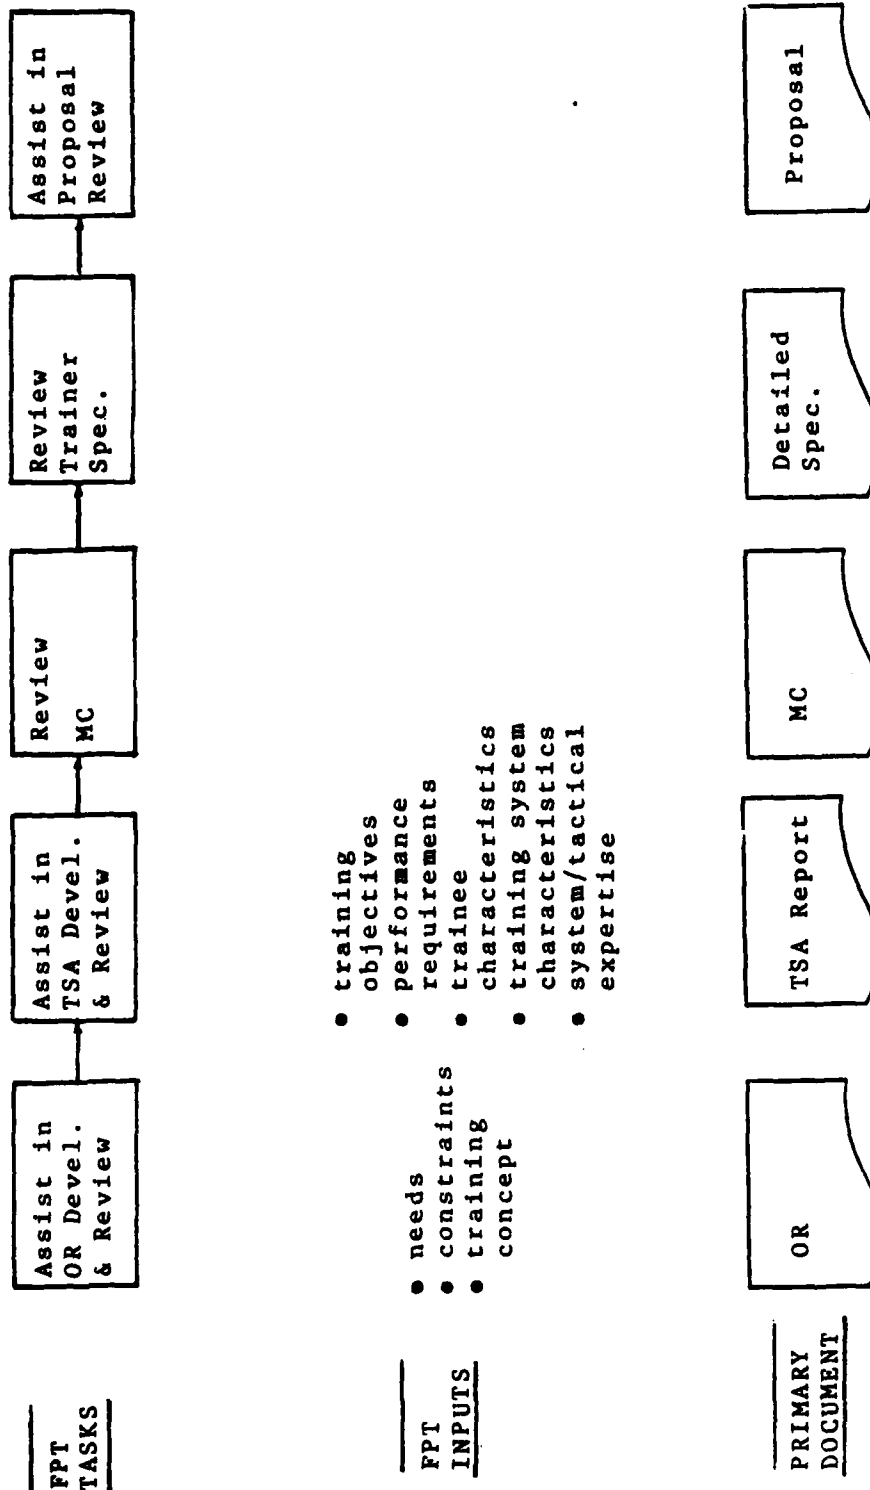 FPT
TASKS
Assist in
OR Devel.
& Review
Assist in
TSA Devel.
& Review
Review
MC
Review
Trainer
Spec.
Assist in
Proposal
Review
FPT
INPUTS
● needs
● constraints
● training
concept
● training
objectives
● performance
requirements
● trainee
characteristics
● training system
characteristics
● system/tactical
expertise
PRIMARY
DOCUMENT
OR
TSA Report
MC
Detailed
Spec.
Proposal